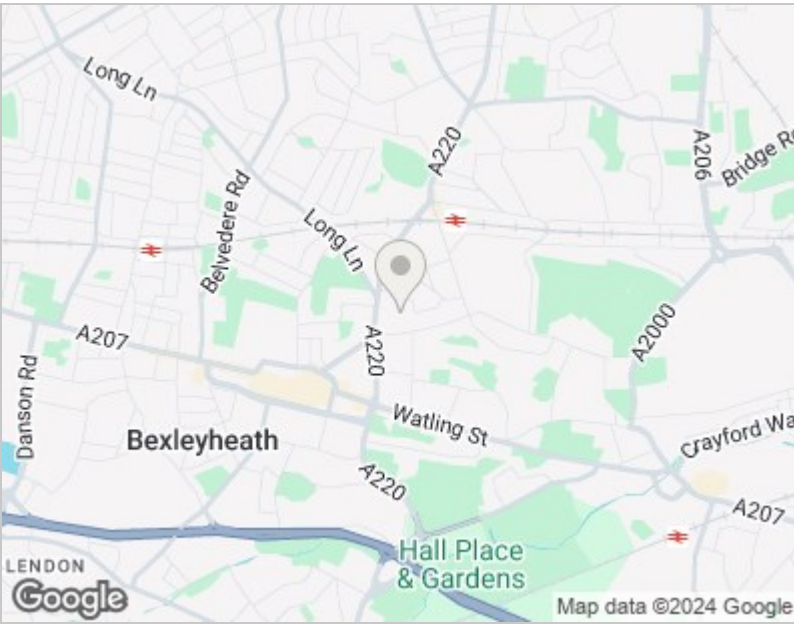 Long Ln
A220
A206
Bridge Rd
Belvedere Rd
Long Ln
A2000
A207
A220
Danson Rd
Watling St
Crayford Wa
Bexleyheath
A220
A207
Hall Place
& Gardens
LENDON
Google
Map data ©2024 Google